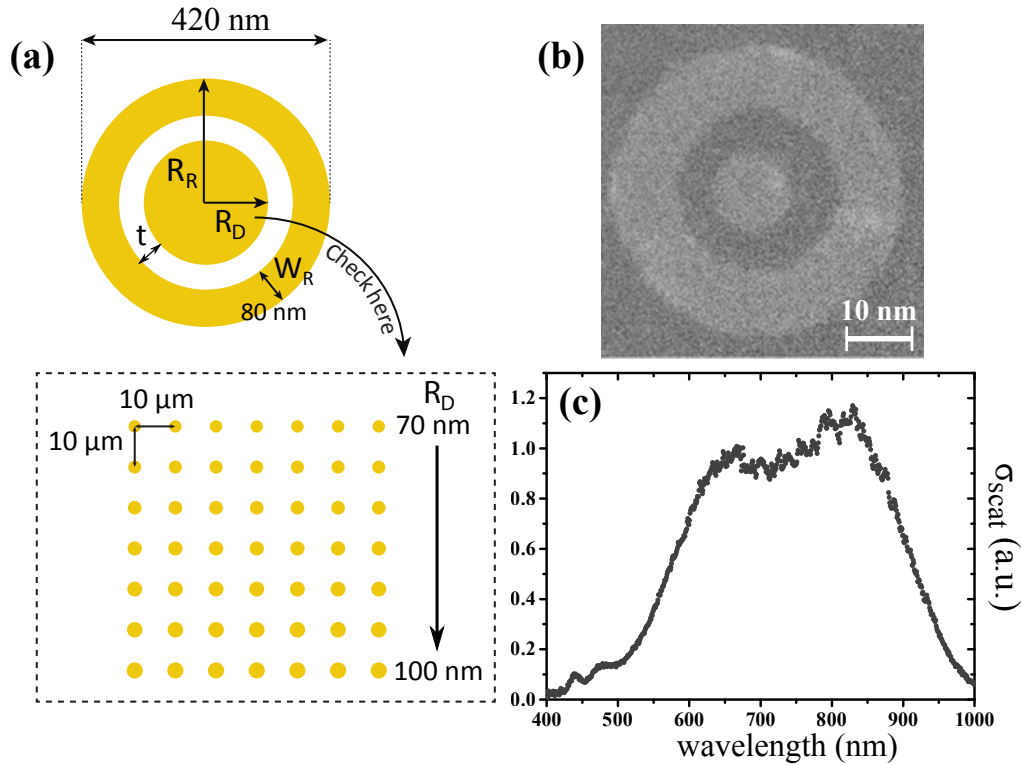 (a)
420 nm
R_R
R_D
t
W_R
80 nm
Check here
R_D
10 µm
70 nm
10 µm
100 nm
(b)
10 nm
(c)
1.2
1.0
0.8
0.6
0.4
0.2
0.0
400 500 600 700 800 900 1000
wavelength (nm)
σ_scat (a.u.)